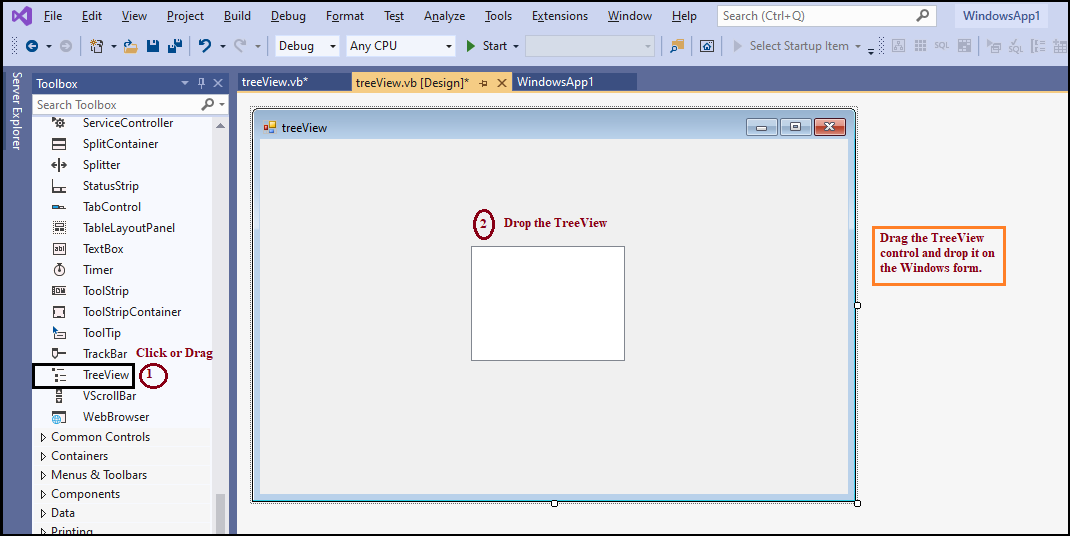 File Edit View Project Build Debug Format Test Analyze Tools Extensions Window Help Search (Ctrl+Q) WindowsApp1
Debug Any CPU Start Select Startup Item SQL SQL
Server Explorer
Toolbox
Search Toolbox
ServiceController
SplitContainer
Splitter
StatusStrip
TabControl
TableLayoutPanel
TextBox
Timer
ToolStrip
ToolStripContainer
ToolTip
TrackBar
Click or Drag
TreeView
1
VScrollBar
WebBrowser
Common Controls
Containers
Menus & Toolbars
Components
Data
Printing
treeView.vb* treeView.vb [Design]* WindowsApp1
treeView
2 Drop the TreeView
Drag the TreeView
control and drop it on
the Windows form.